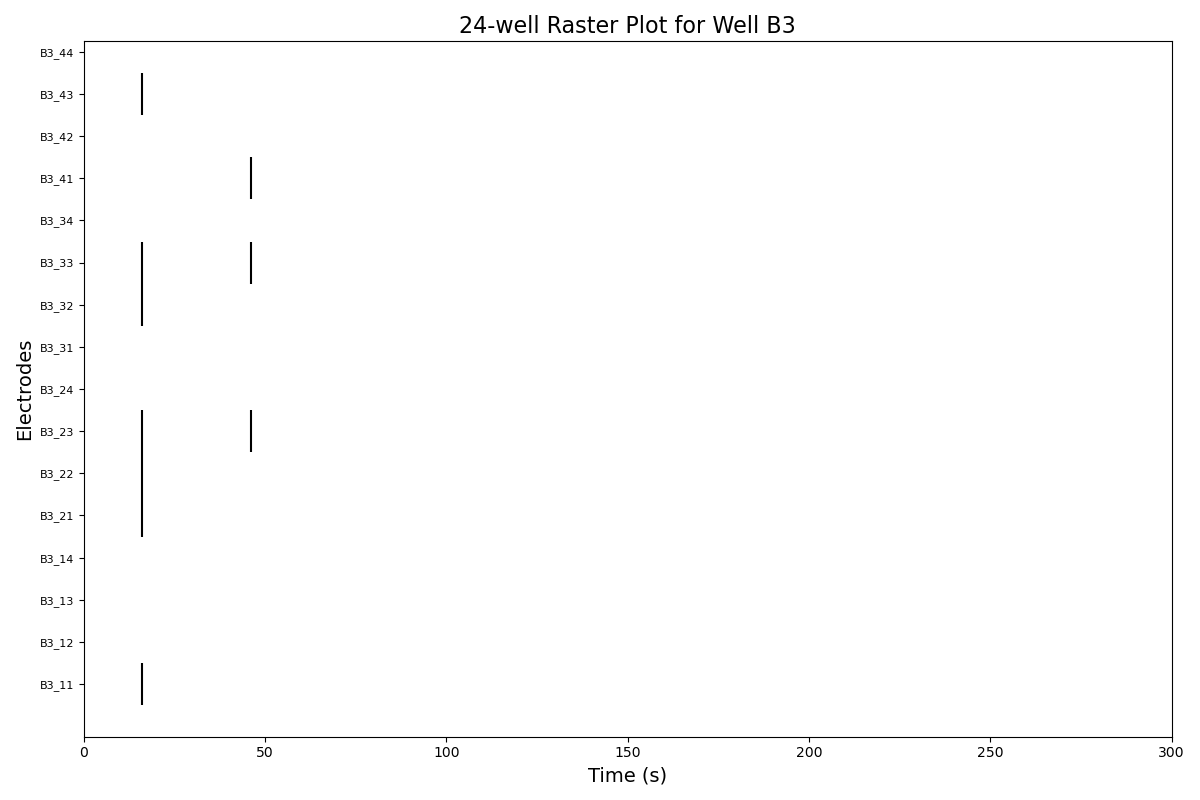 24-well Raster Plot for Well B3
B3_44
B3_43
B3_42
B3_41
B3_34
B3_33
B3_32
B3_31
B3_24
B3_23
B3_22
B3_21
B3_14
B3_13
B3_12
B3_11
Electrodes
0 50 100 150 200 250 300
Time (s)